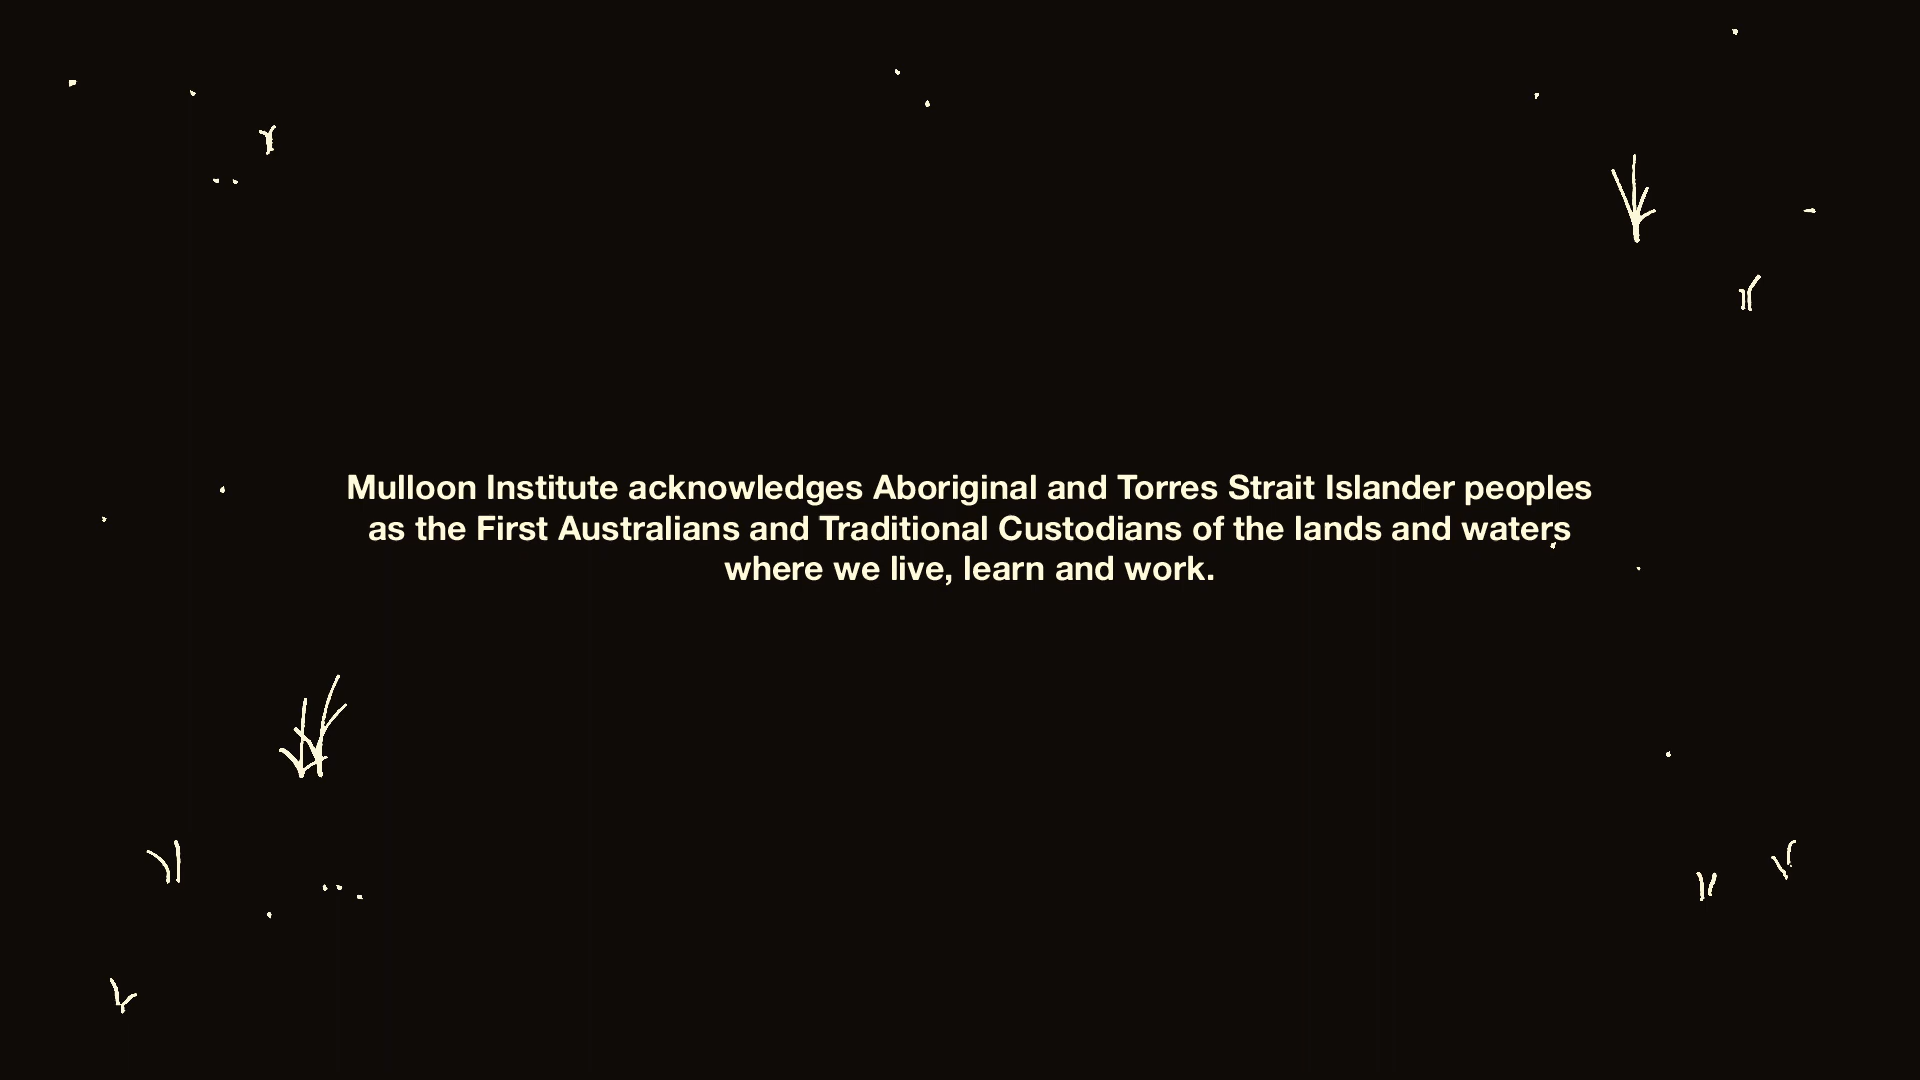 Mulloon Institute acknowledges Aboriginal and Torres Strait Islander peoples
as the First Australians and Traditional Custodians of the lands and waters
where we live, learn and work.